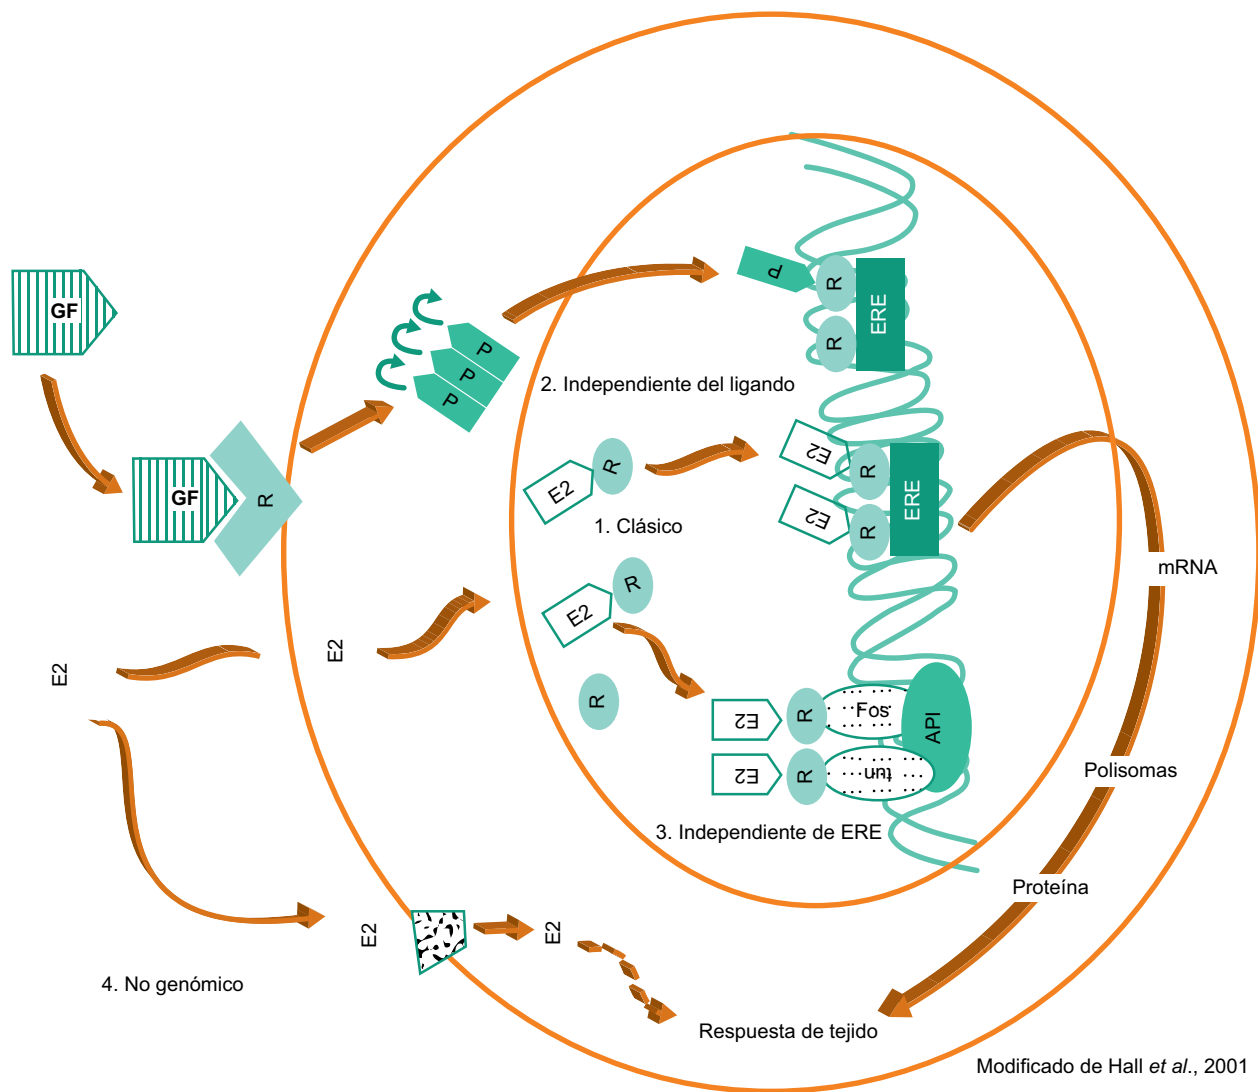 GF
GF
R
P
P
P
P
R
R
ERE
2. Independiente del ligando
E2
R
E2
E2
R
R
ERE
1. Clásico
mRNA
E2
R
E2
E2
R
E2
R
Fos
API
E2
R
tun
Polisomas
3. Independiente de ERE
Proteína
E2
E2
4. No genómico
Respuesta de tejido
Modificado de Hall et al., 2001